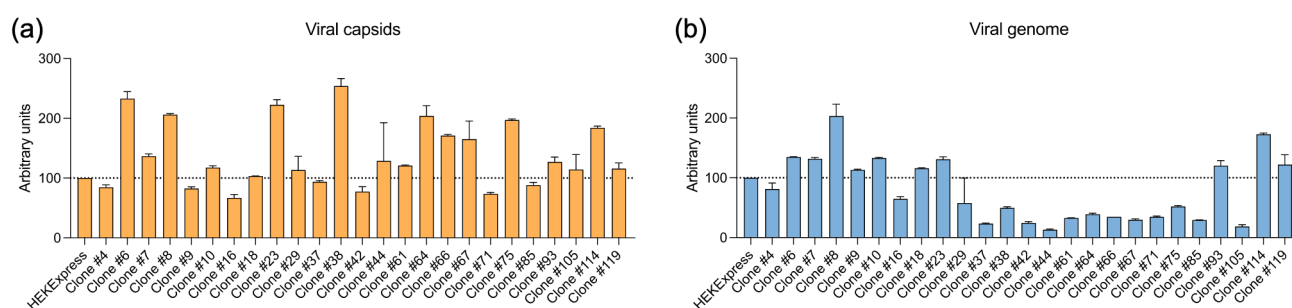 (a)
Viral capsids
Arbitrary units
300
200
100
0
HEKExpress
Clone #4
Clone #6
Clone #7
Clone #8
Clone #9
Clone #10
Clone #16
Clone #18
Clone #23
Clone #29
Clone #37
Clone #38
Clone #42
Clone #44
Clone #61
Clone #64
Clone #66
Clone #67
Clone #71
Clone #75
Clone #85
Clone #93
Clone #105
Clone #114
Clone #119
(b)
Viral genome
Arbitrary units
300
200
100
0
HEKExpress
Clone #4
Clone #6
Clone #7
Clone #8
Clone #9
Clone #10
Clone #16
Clone #18
Clone #23
Clone #29
Clone #37
Clone #38
Clone #42
Clone #44
Clone #61
Clone #64
Clone #66
Clone #67
Clone #71
Clone #75
Clone #85
Clone #93
Clone #105
Clone #114
Clone #119